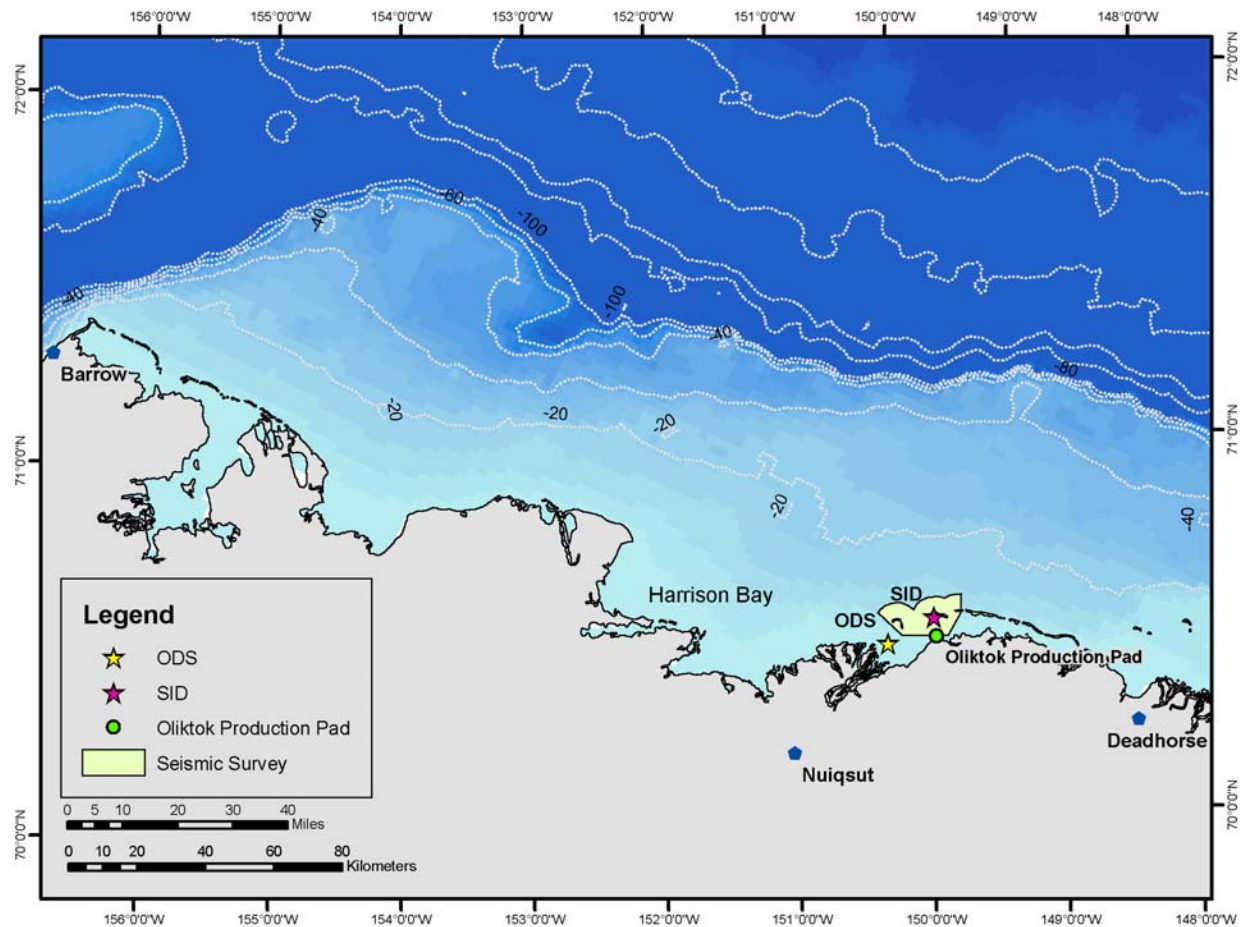 156°0'0"W 155°0'0"W 154°0'0"W 153°0'0"W 152°0'0"W 151°0'0"W 150°0'0"W 149°0'0"W 148°0'0"W
72°0'0"N
72°0'0"N
-40
-60
-100
-100
-40
-40
-80
Barrow
-20
-20
-20
71°0'0"N
71°0'0"N
-20
-40
Harrison Bay
SID
ODS
Oliktok Production Pad
Deadhorse
Nuiqsut
Legend
ODS
SID
Oliktok Production Pad
Seismic Survey
0 5 10 20 30 40
Miles
0 10 20 40 60 80
Kilometers
70°0'0"N
70°0'0"N
156°0'0"W 155°0'0"W 154°0'0"W 153°0'0"W 152°0'0"W 151°0'0"W 150°0'0"W 149°0'0"W 148°0'0"W